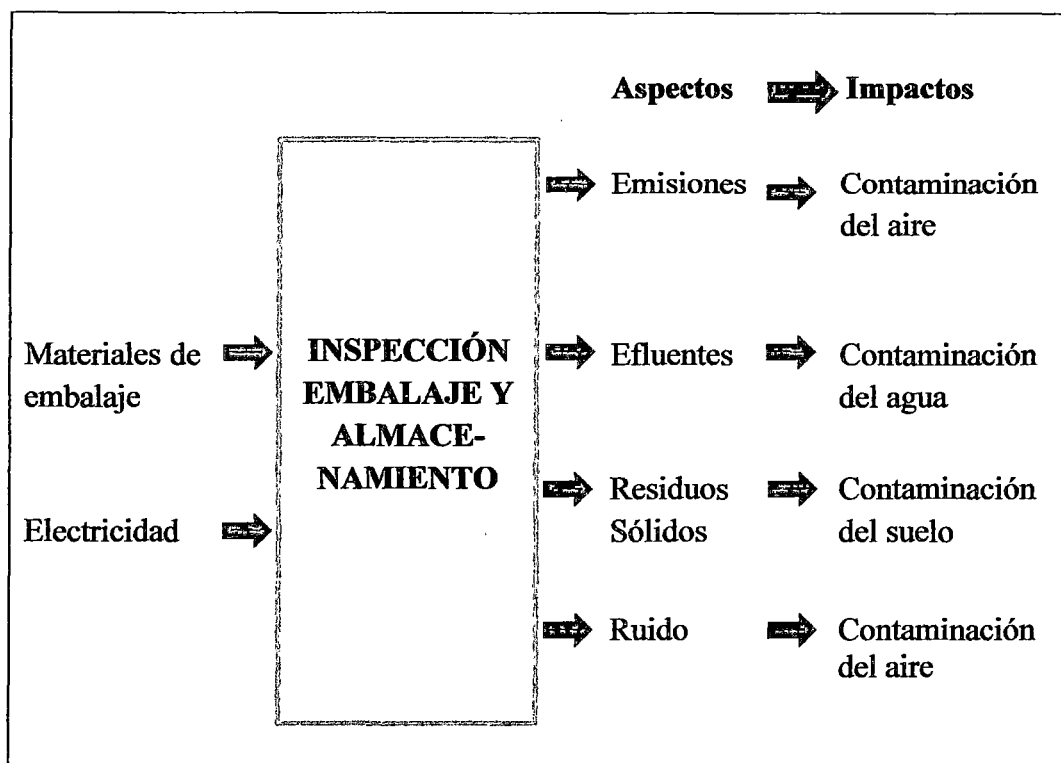 Aspectos Impactos
Emisiones Contaminación
del aire
Materiales de
embalaje
INSPECCIÓN
EMBALAJE Y
ALMACE-
NAMIENTO
Efluentes Contaminación
del agua
Electricidad
Residuos
Sólidos
Contaminación
del suelo
Ruido Contaminación
del aire